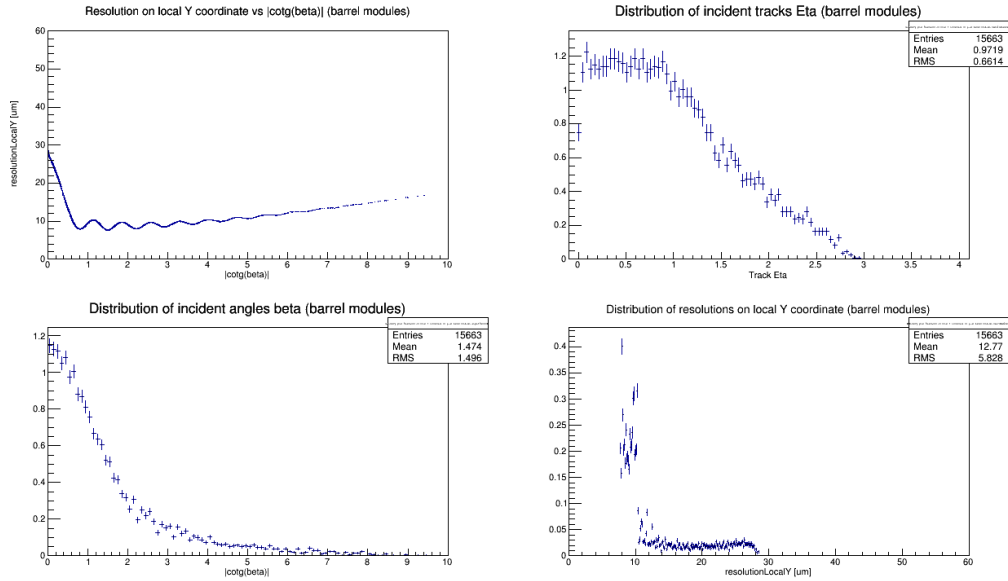 Resolution on local Y coordinate vs |cotg(beta)| (barrel modules)
resolutionLocalY [um]
60
50
40
30
20
10
0
0 1 2 3 4 5 6 7 8 9 10
|cotg(beta)|
Distribution of incident tracks Eta (barrel modules)
Entries 15663
Mean 0.9719
RMS 0.6614
1.2
1
0.8
0.6
0.4
0.2
0
0 0.5 1 1.5 2 2.5 3 3.5 4
Track Eta
Distribution of incident angles beta (barrel modules)
Entries 15663
Mean 1.474
RMS 1.496
1.2
1
0.8
0.6
0.4
0.2
0
0 1 2 3 4 5 6 7 8 9 10
|cotg(beta)|
Distribution of resolutions on local Y coordinate (barrel modules)
Entries 15663
Mean 12.77
RMS 5.828
0.4
0.35
0.3
0.25
0.2
0.15
0.1
0.05
0
0 10 20 30 40 50 60
resolutionLocalY [um]